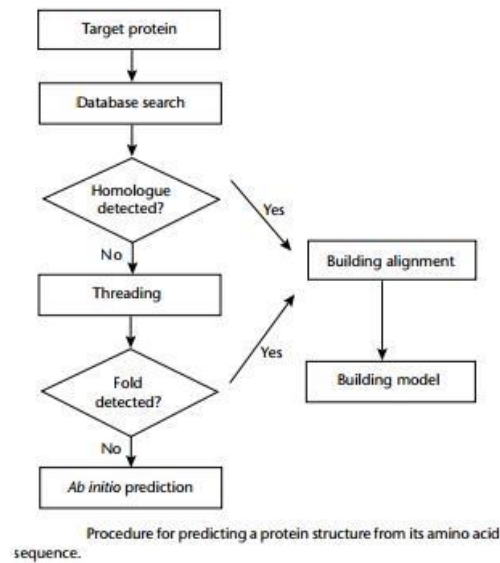 Target protein
Database search
Homologue
detected?
Yes
No
Building alignment
Threading
Yes
Building model
Fold
detected?
No
Ab initio prediction
Procedure for predicting a protein structure from its amino acid
sequence.